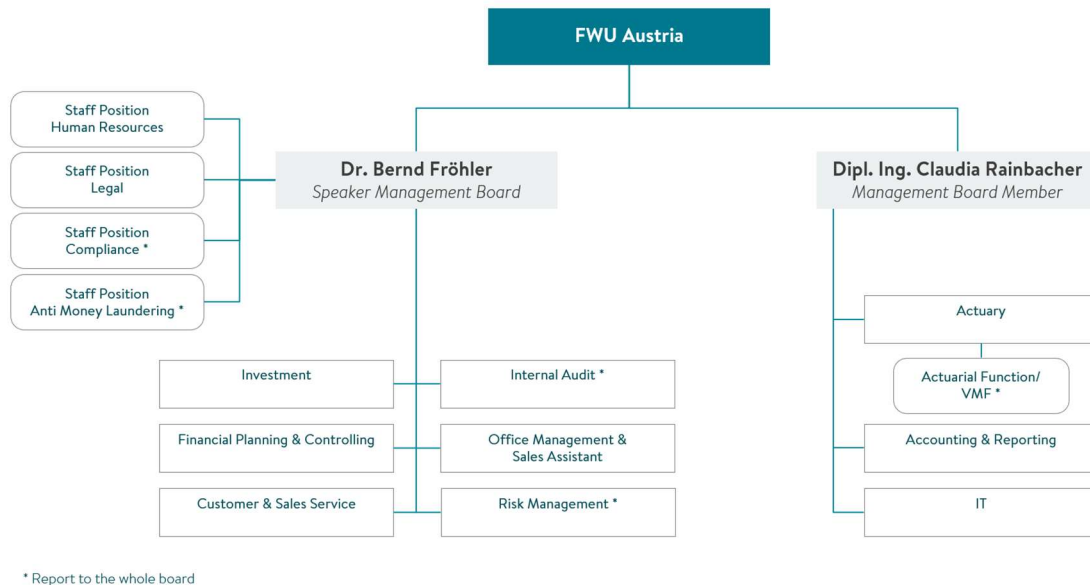 FWU Austria
Staff Position
Human Resources
Staff Position
Legal
Staff Position
Compliance *
Staff Position
Anti Money Laundering *
Dr. Bernd Fröhler
Speaker Management Board
Dipl. Ing. Claudia Rainbacher
Management Board Member
Investment
Internal Audit *
Financial Planning & Controlling
Office Management &
Sales Assistant
Customer & Sales Service
Risk Management *
Actuary
Actuarial Function/
VMF *
Accounting & Reporting
IT
* Report to the whole board